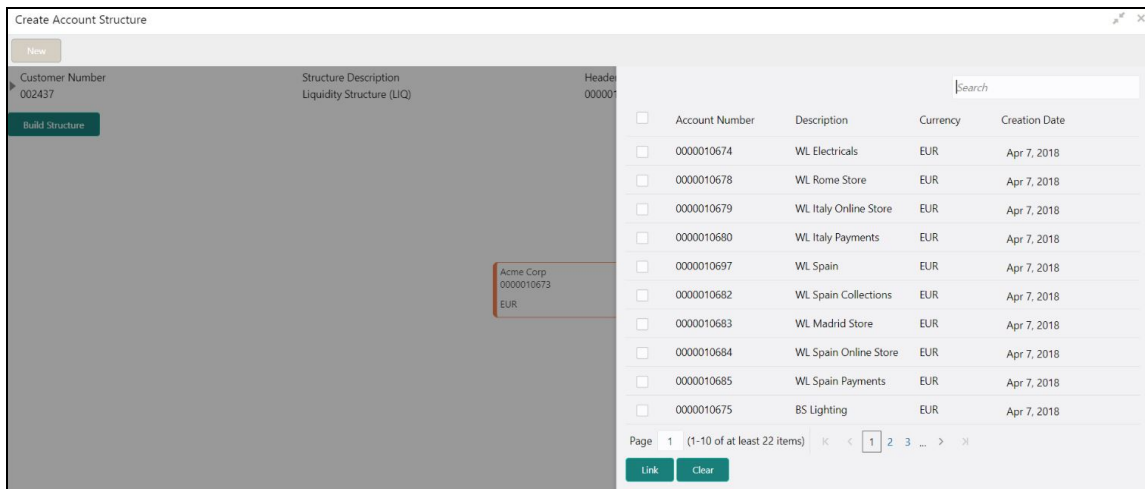 Create Account Structure
New
Customer Number Structure Description Header
002437 Liquidity Structure (LIQ) 000001
Build Structure
Acme Corp
0000010673
EUR
Search
Account Number Description Currency Creation Date
0000010674 WL Electricals EUR Apr 7, 2018
0000010678 WL Rome Store EUR Apr 7, 2018
0000010679 WL Italy Online Store EUR Apr 7, 2018
0000010680 WL Italy Payments EUR Apr 7, 2018
0000010697 WL Spain EUR Apr 7, 2018
0000010682 WL Spain Collections EUR Apr 7, 2018
0000010683 WL Madrid Store EUR Apr 7, 2018
0000010684 WL Spain Online Store EUR Apr 7, 2018
0000010685 WL Spain Payments EUR Apr 7, 2018
0000010675 BS Lighting EUR Apr 7, 2018
Page 1 (1-10 of at least 22 items) 1 2 3 ...
Link Clear